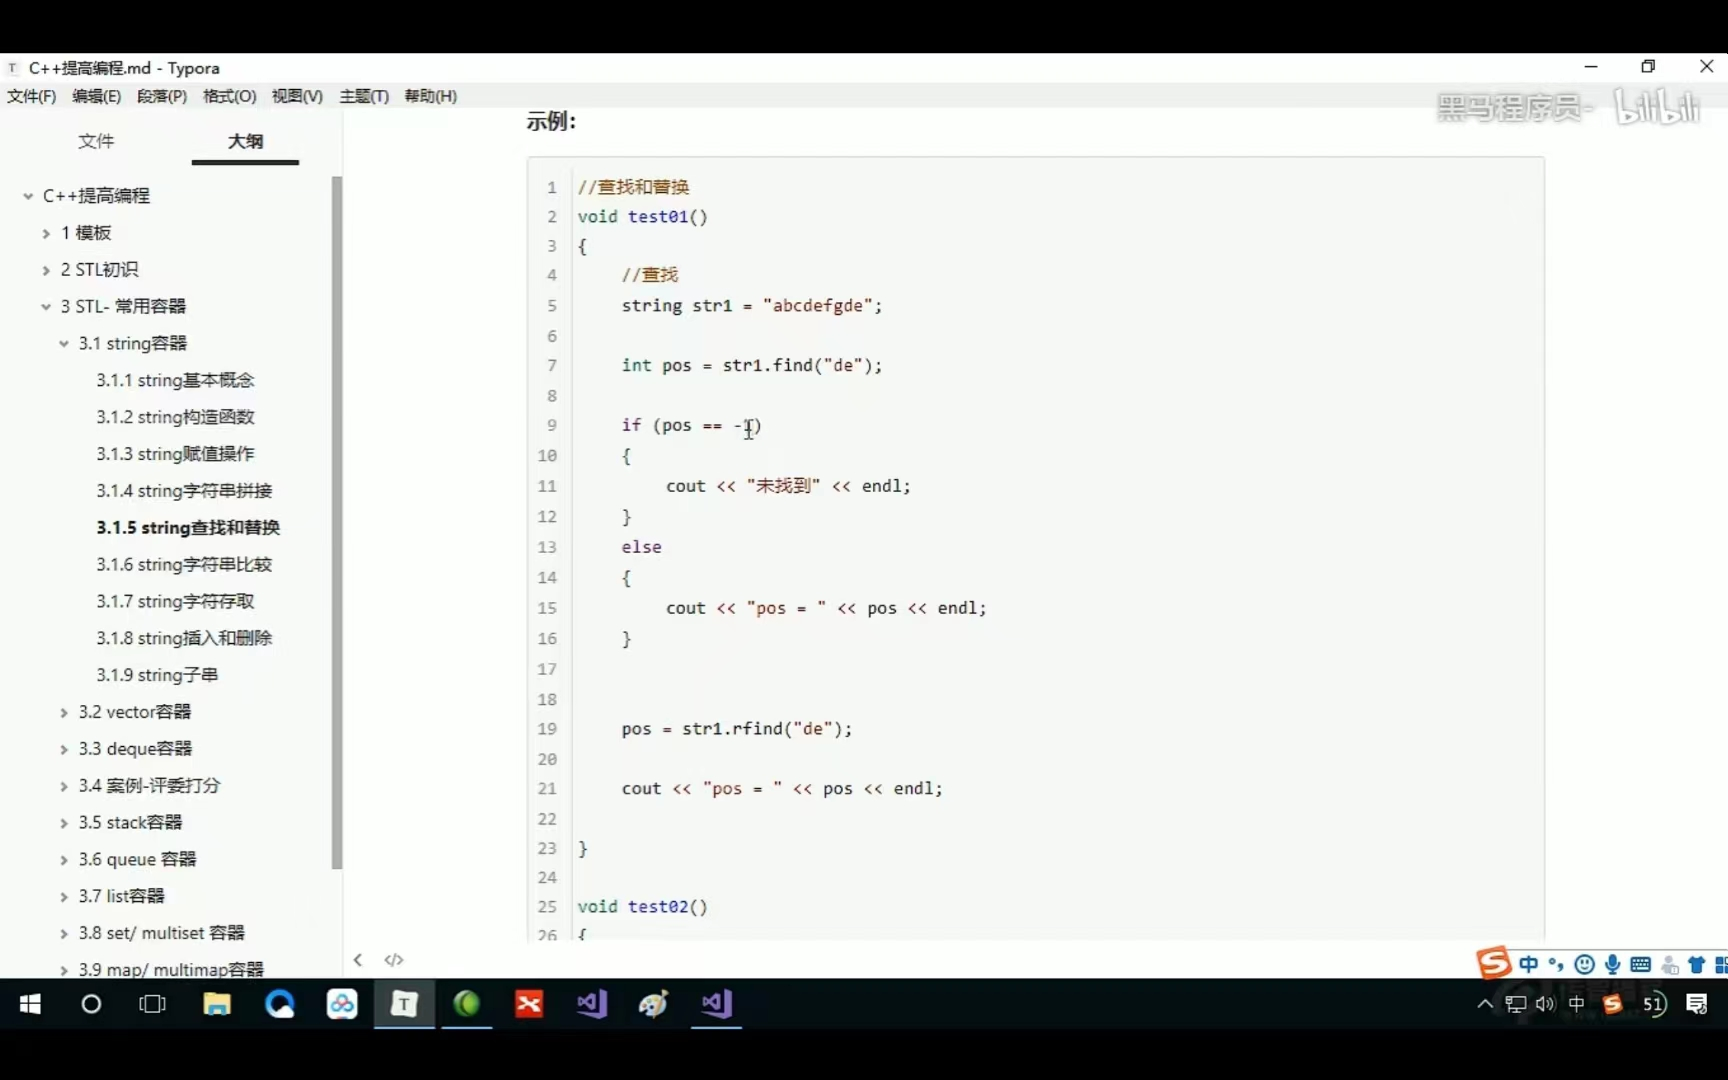 C++提高编程.md - Typora
文件(F) 编辑(E) 段落(P) 格式(O) 视图(V) 主题(T) 帮助(H)
黑马程序员- bilibili
文件 大纲
C++提高编程
1 模板
2 STL初识
3 STL- 常用容器
3.1 string容器
3.1.1 string基本概念
3.1.2 string构造函数
3.1.3 string赋值操作
3.1.4 string字符串拼接
3.1.5 string查找和替换
3.1.6 string字符串比较
3.1.7 string字符存取
3.1.8 string插入和删除
3.1.9 string子串
3.2 vector容器
3.3 deque容器
3.4 案例-评委打分
3.5 stack容器
3.6 queue 容器
3.7 list容器
3.8 set/ multiset 容器
3.9 map/ multimap容器
示例:
1 //查找和替换
2 void test01()
3 {
4 //查找
5 string str1 = "abcdefgde";
6
7 int pos = str1.find("de");
8
9 if (pos == -1)
10 {
11 cout << "未找到" << endl;
12 }
13 else
14 {
15 cout << "pos = " << pos << endl;
16 }
17
18
19 pos = str1.rfind("de");
20
21 cout << "pos = " << pos << endl;
22
23 }
24
25 void test02()
26 {
中
中 51